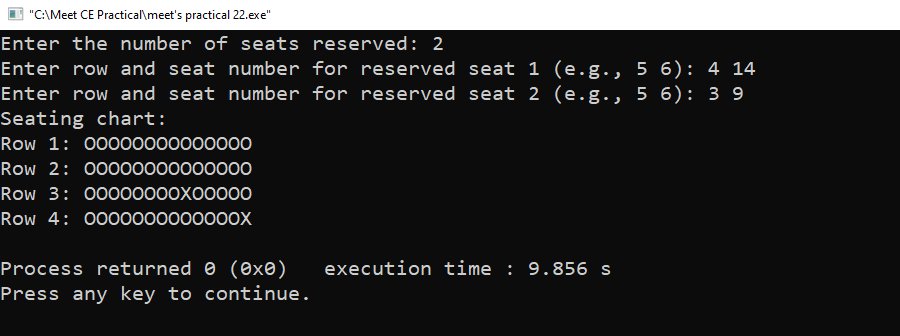 "C:\Meet CE Practical\meet's practical 22.exe"
Enter the number of seats reserved: 2
Enter row and seat number for reserved seat 1 (e.g., 5 6): 4 14
Enter row and seat number for reserved seat 2 (e.g., 5 6): 3 9
Seating chart:
Row 1: OOOOOOOOOOOOOO
Row 2: OOOOOOOOOOOOOO
Row 3: OOOOOOOOXOOOOO
Row 4: OOOOOOOOOOOOOX
Process returned 0 (0x0)   execution time : 9.856 s
Press any key to continue.